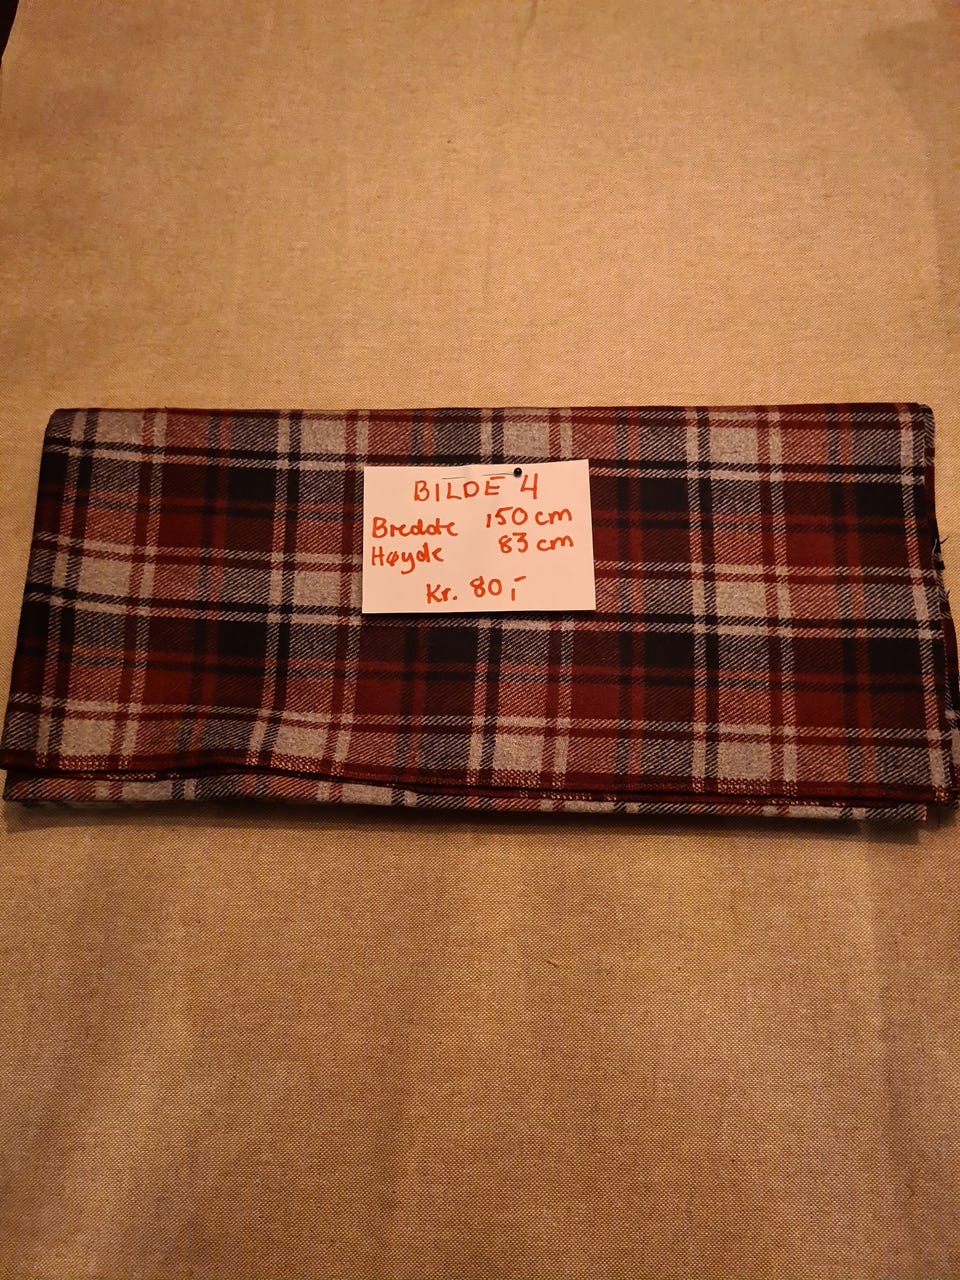 BILDE 4
Bredde 150 cm
Høyde 83 cm
Kr. 80,-